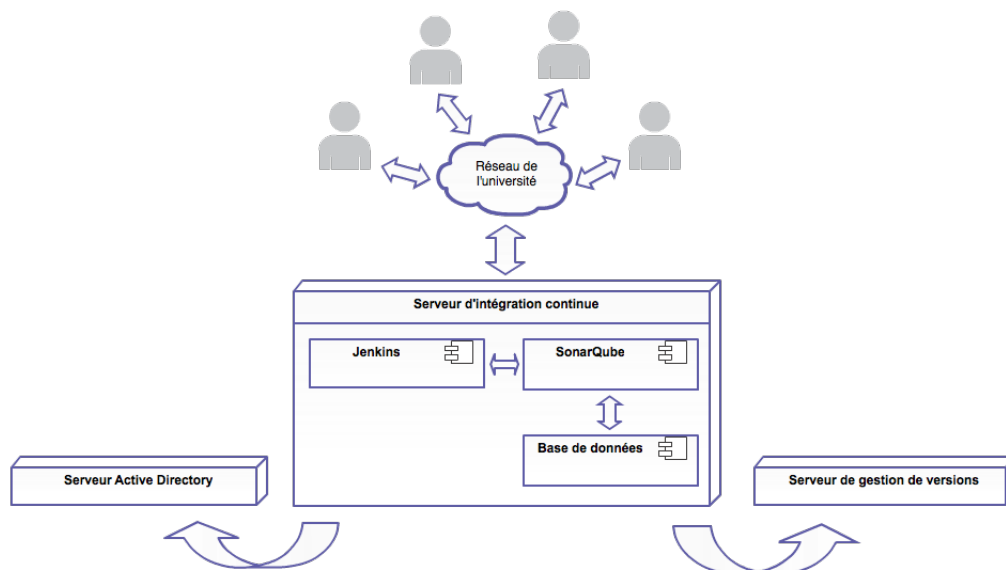 Réseau de
l'université
Serveur d'intégration continue
Jenkins
SonarQube
Base de données
Serveur Active Directory
Serveur de gestion de versions